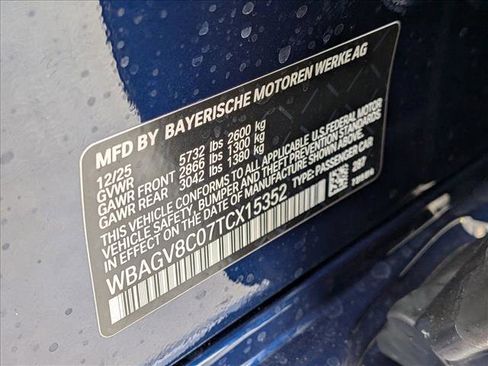 MFD BY BAYERISCHE MOTOREN WERKE AG
12/25
GVWR 5732 lbs 2600 kg
GAWR FRONT 2866 lbs 1300 kg
GAWR REAR 3042 lbs 1380 kg
THIS VEHICLE CONFORMS TO ALL APPLICABLE U.S. FEDERAL MOTOR
VEHICLE SAFETY, BUMPER AND THEFT PREVENTION STANDARDS IN
EFFECT ON THE DATE OF MANUFACTURE SHOWN ABOVE.
WBAGV8C07TCX15352 TYPE: PASSENGER CAR
267